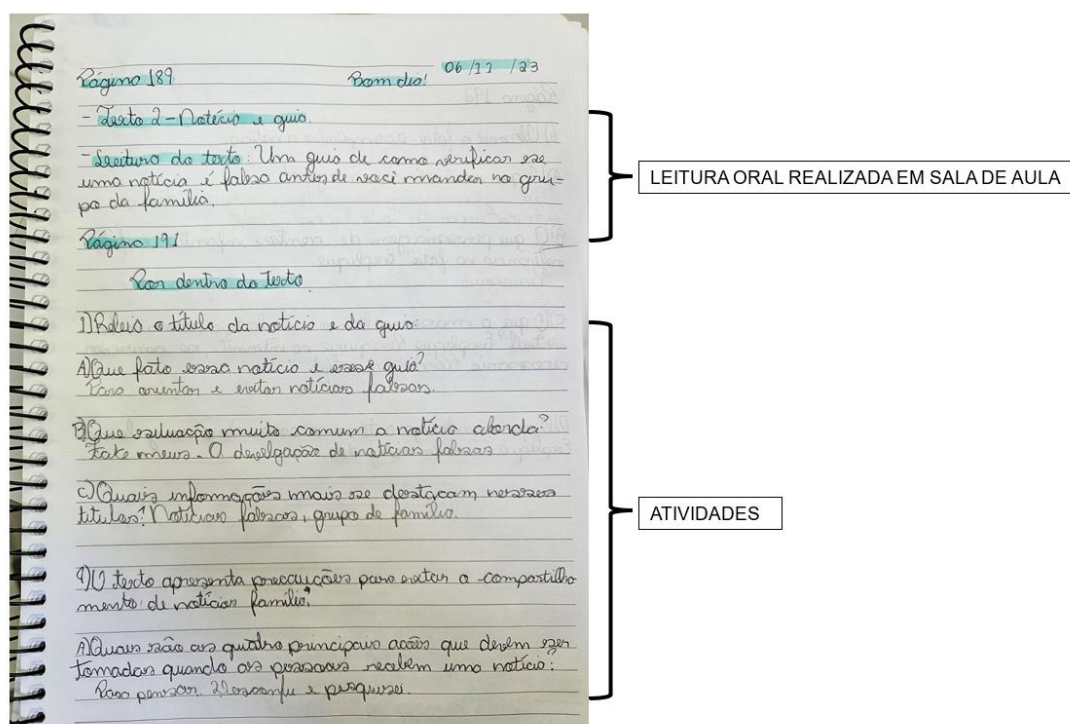 Página 189 Bom dia! 06/11/23
- Texto 2 - Notícia e guia.
- Leitura do texto: Um guia de como verificar se
uma notícia é falsa antes de você mandar no gru-
po da família.
Página 191
Por dentro do texto.
1) Releia o título da notícia e da guia:
A) Que fato essa notícia e esse guia?
Para orientar e evitar notícias falsas.
B) Que situação muito comum a notícia aborda?
Fake news. A divulgação de notícias falsas
C) Quais informações mais se destacam nesses
títulos? Notícias falsas, grupo de família.
O texto apresenta precauções para evitar o compartilha
mento de notícias família.
A) Quais são as quatro principais ações que devem ser
tomadas quando as pessoas recebem uma notícia:
Para pensar. Desconfie e pesquisei.
LEITURA ORAL REALIZADA EM SALA DE AULA
ATIVIDADES